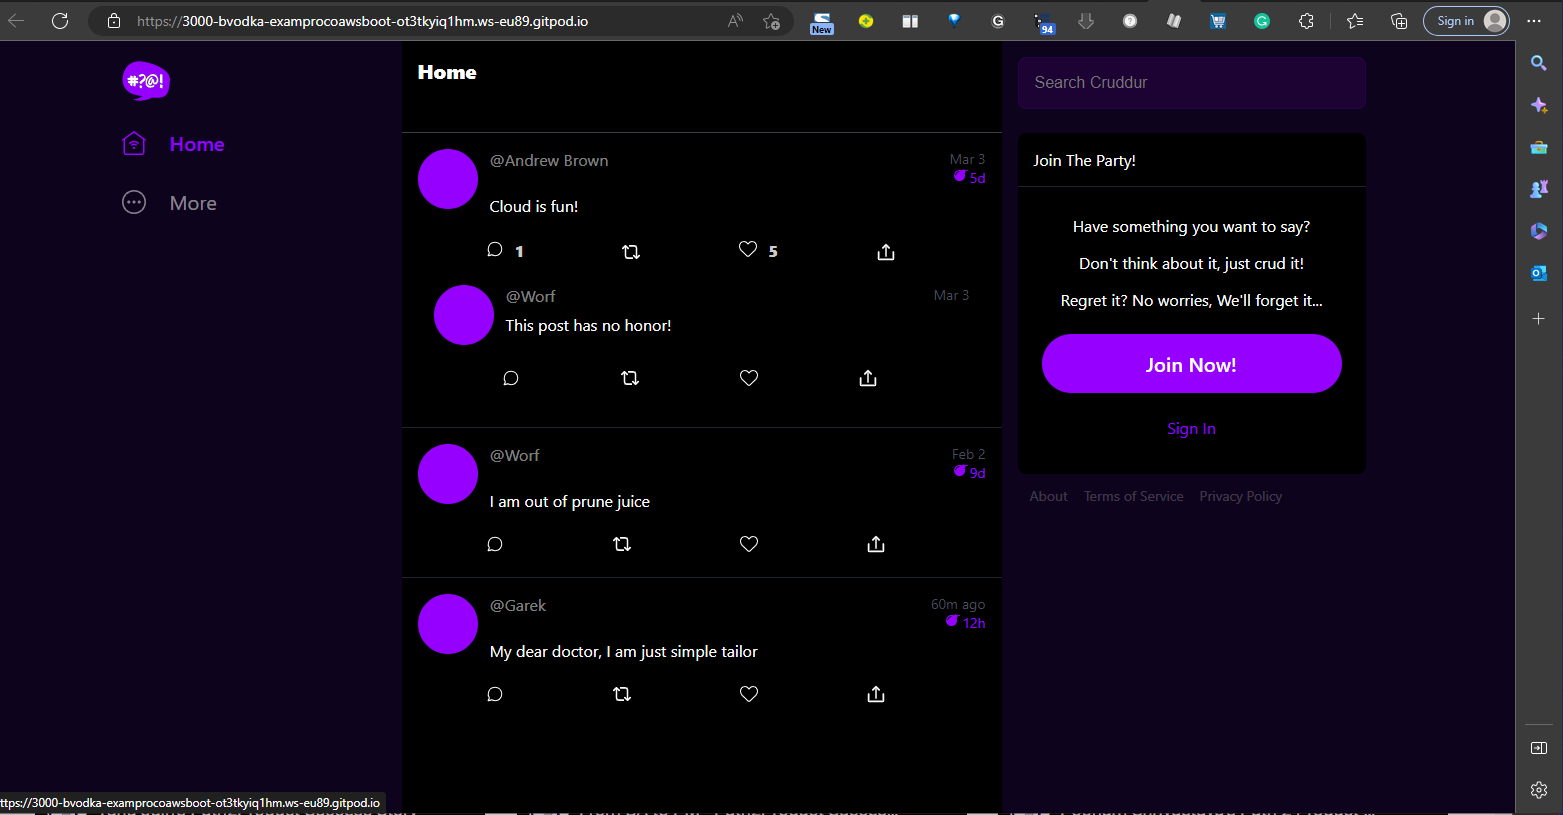 https://3000-bvodka-examprocoawsboot-ot3tkyiq1hm.ws-eu89.gitpod.io
New
94
Sign in
#?@!
Home
More
Home
@Andrew Brown
Mar 3
5d
Cloud is fun!
1
5
@Worf
Mar 3
This post has no honor!
@Worf
Feb 2
9d
I am out of prune juice
@Garek
60m ago
12h
My dear doctor, I am just simple tailor
Search Cruddur
Join The Party!
Have something you want to say?
Don't think about it, just crud it!
Regret it? No worries, We'll forget it...
Join Now!
Sign In
About Terms of Service Privacy Policy
ttps://3000-bvodka-examprocoawsboot-ot3tkyiq1hm.ws-eu89.gitpod.io